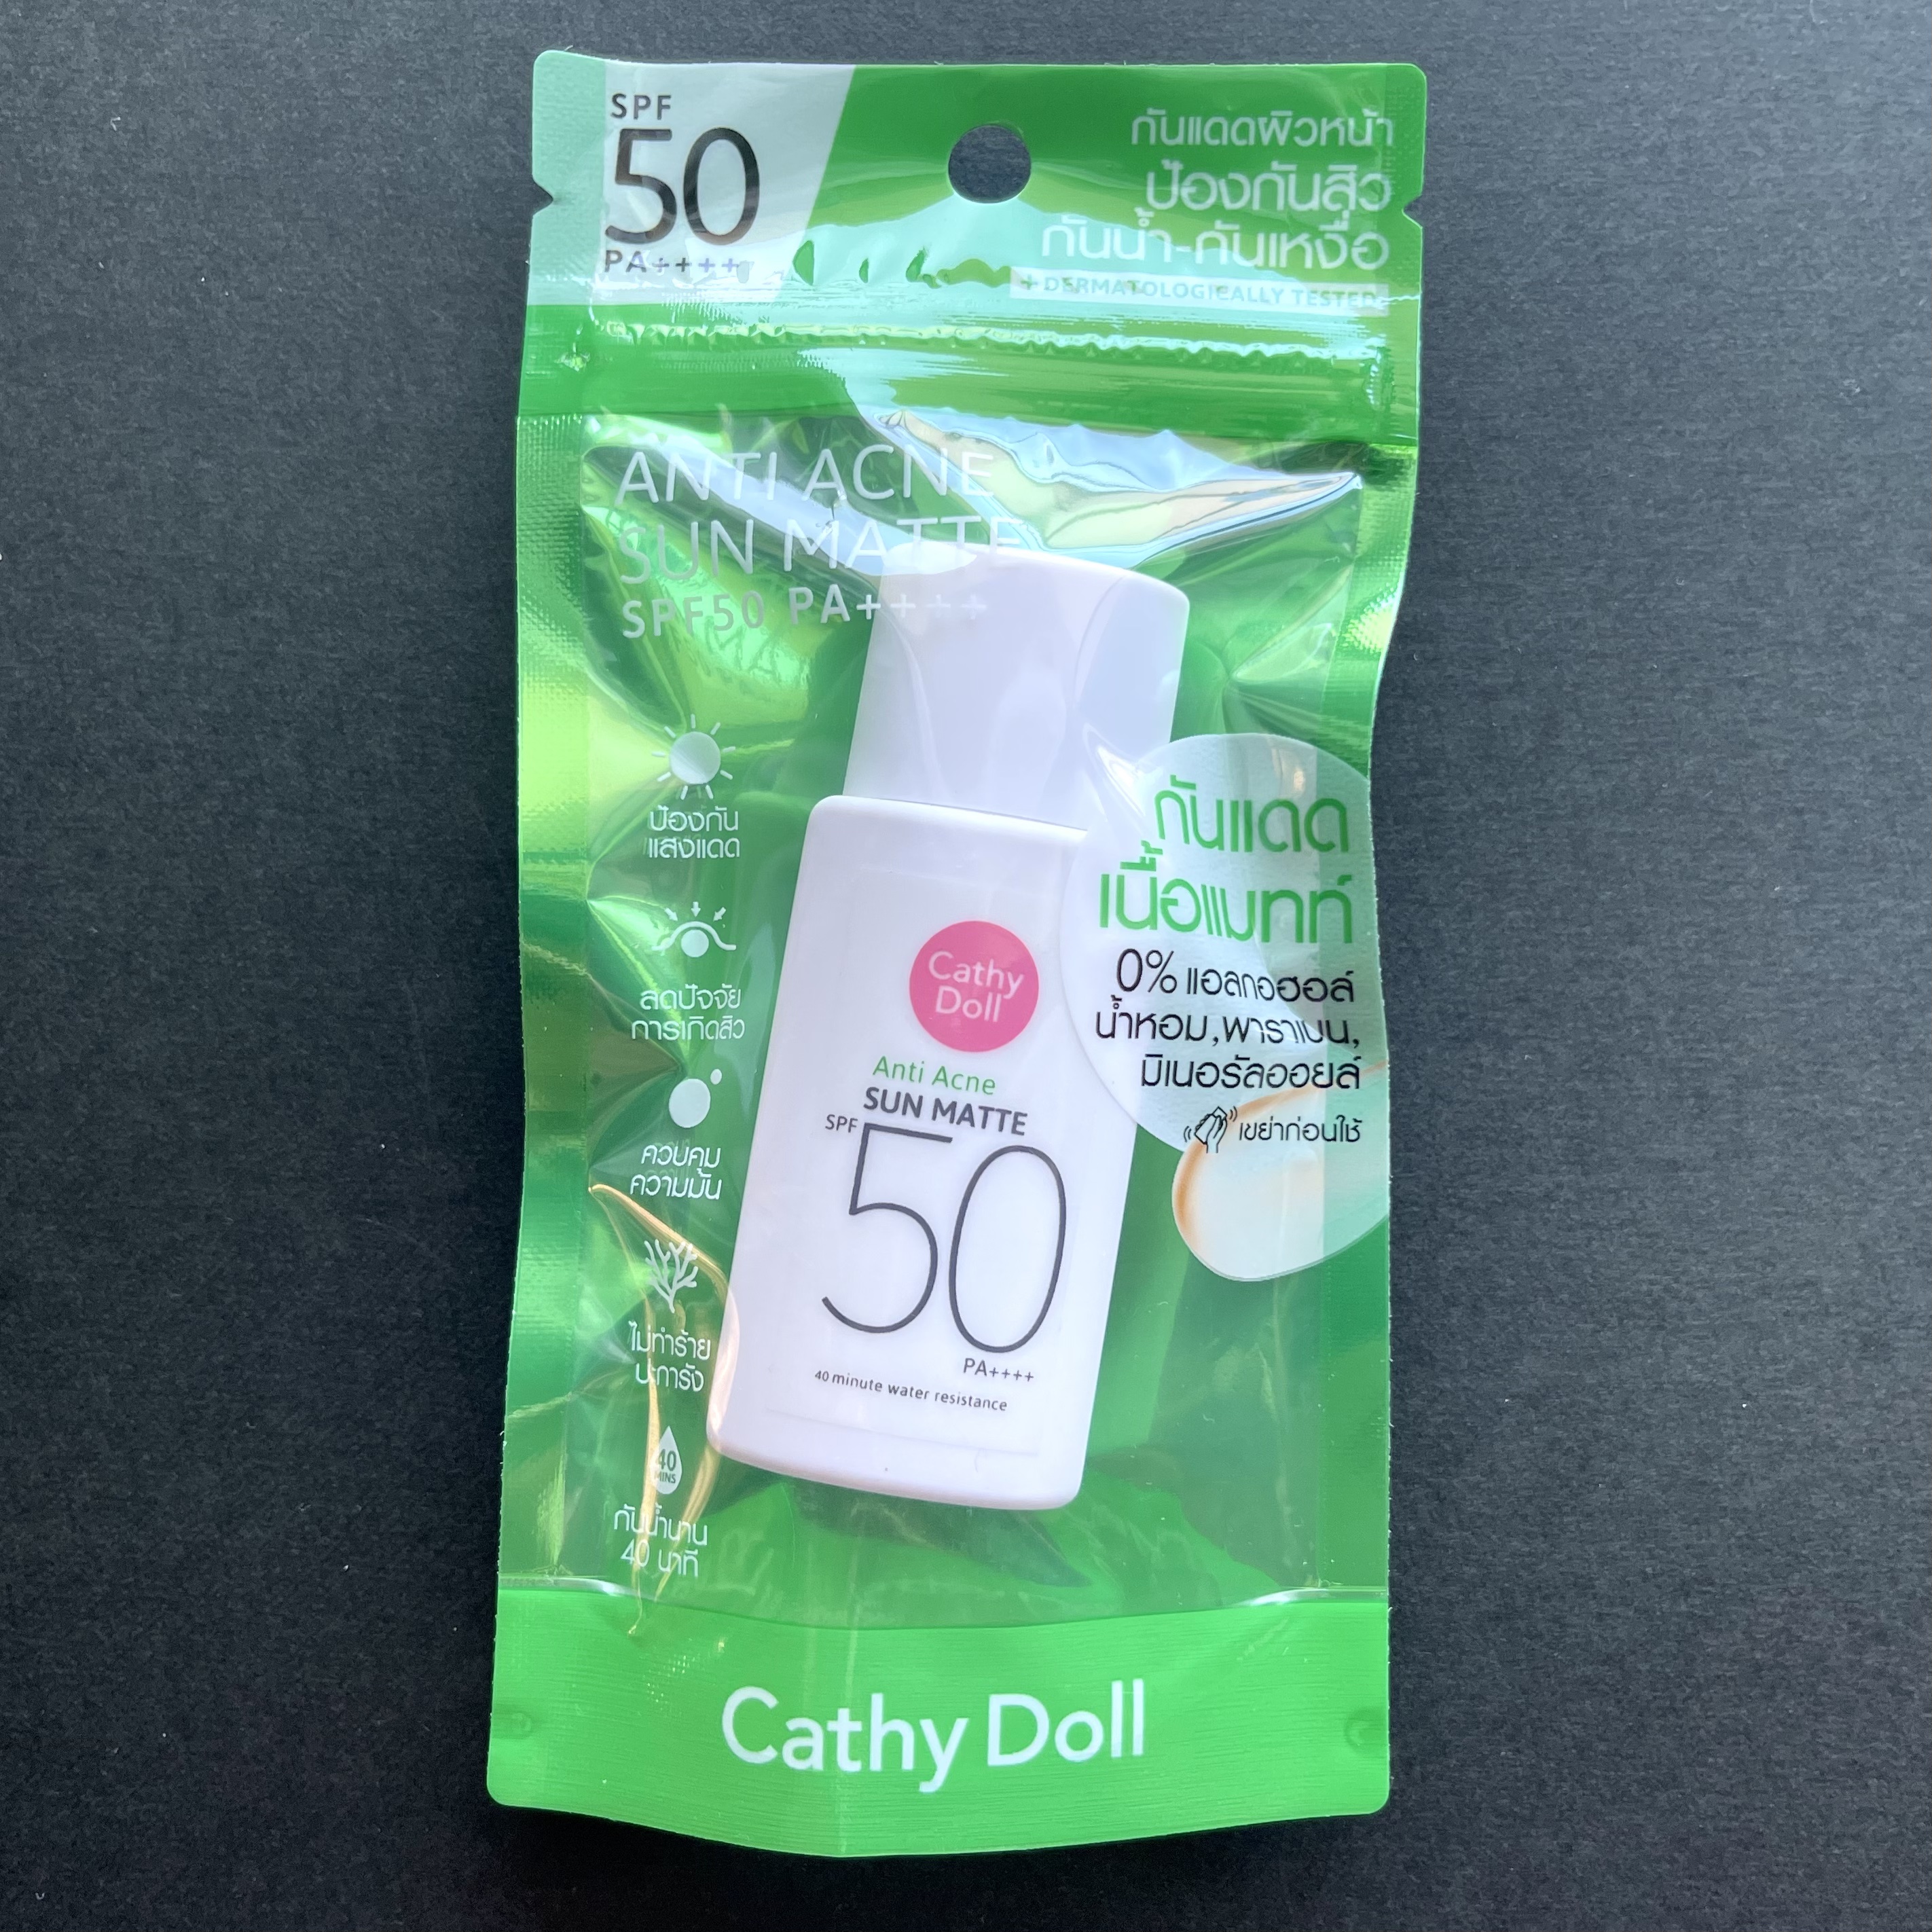 SPF
50
PA++++
กันแดดผิวหน้า
ป้องกันสิว
กันน้ำ-กันเหงื่อ
+ DERMATOLOGICALLY TESTED
ANTI ACNE
SUN MATTE
SPF50 PA++++
ป้องกัน
แสงแดด
ลดปัจจัย
การเกิดสิว
ควบคุม
ความมัน
ไม่ทำร้าย
ปะการัง
40
MINS
กันน้ำนาน
40 นาที
กันแดด
เนื้อแมทท์
0% แอลกอฮอล์
น้ำหอม,พาราเบน,
มิเนอรัลออยล์
เขย่าก่อนใช้
Cathy
Doll
Anti Acne
SUN MATTE
SPF
50
PA++++
40 minute water resistance
Cathy Doll